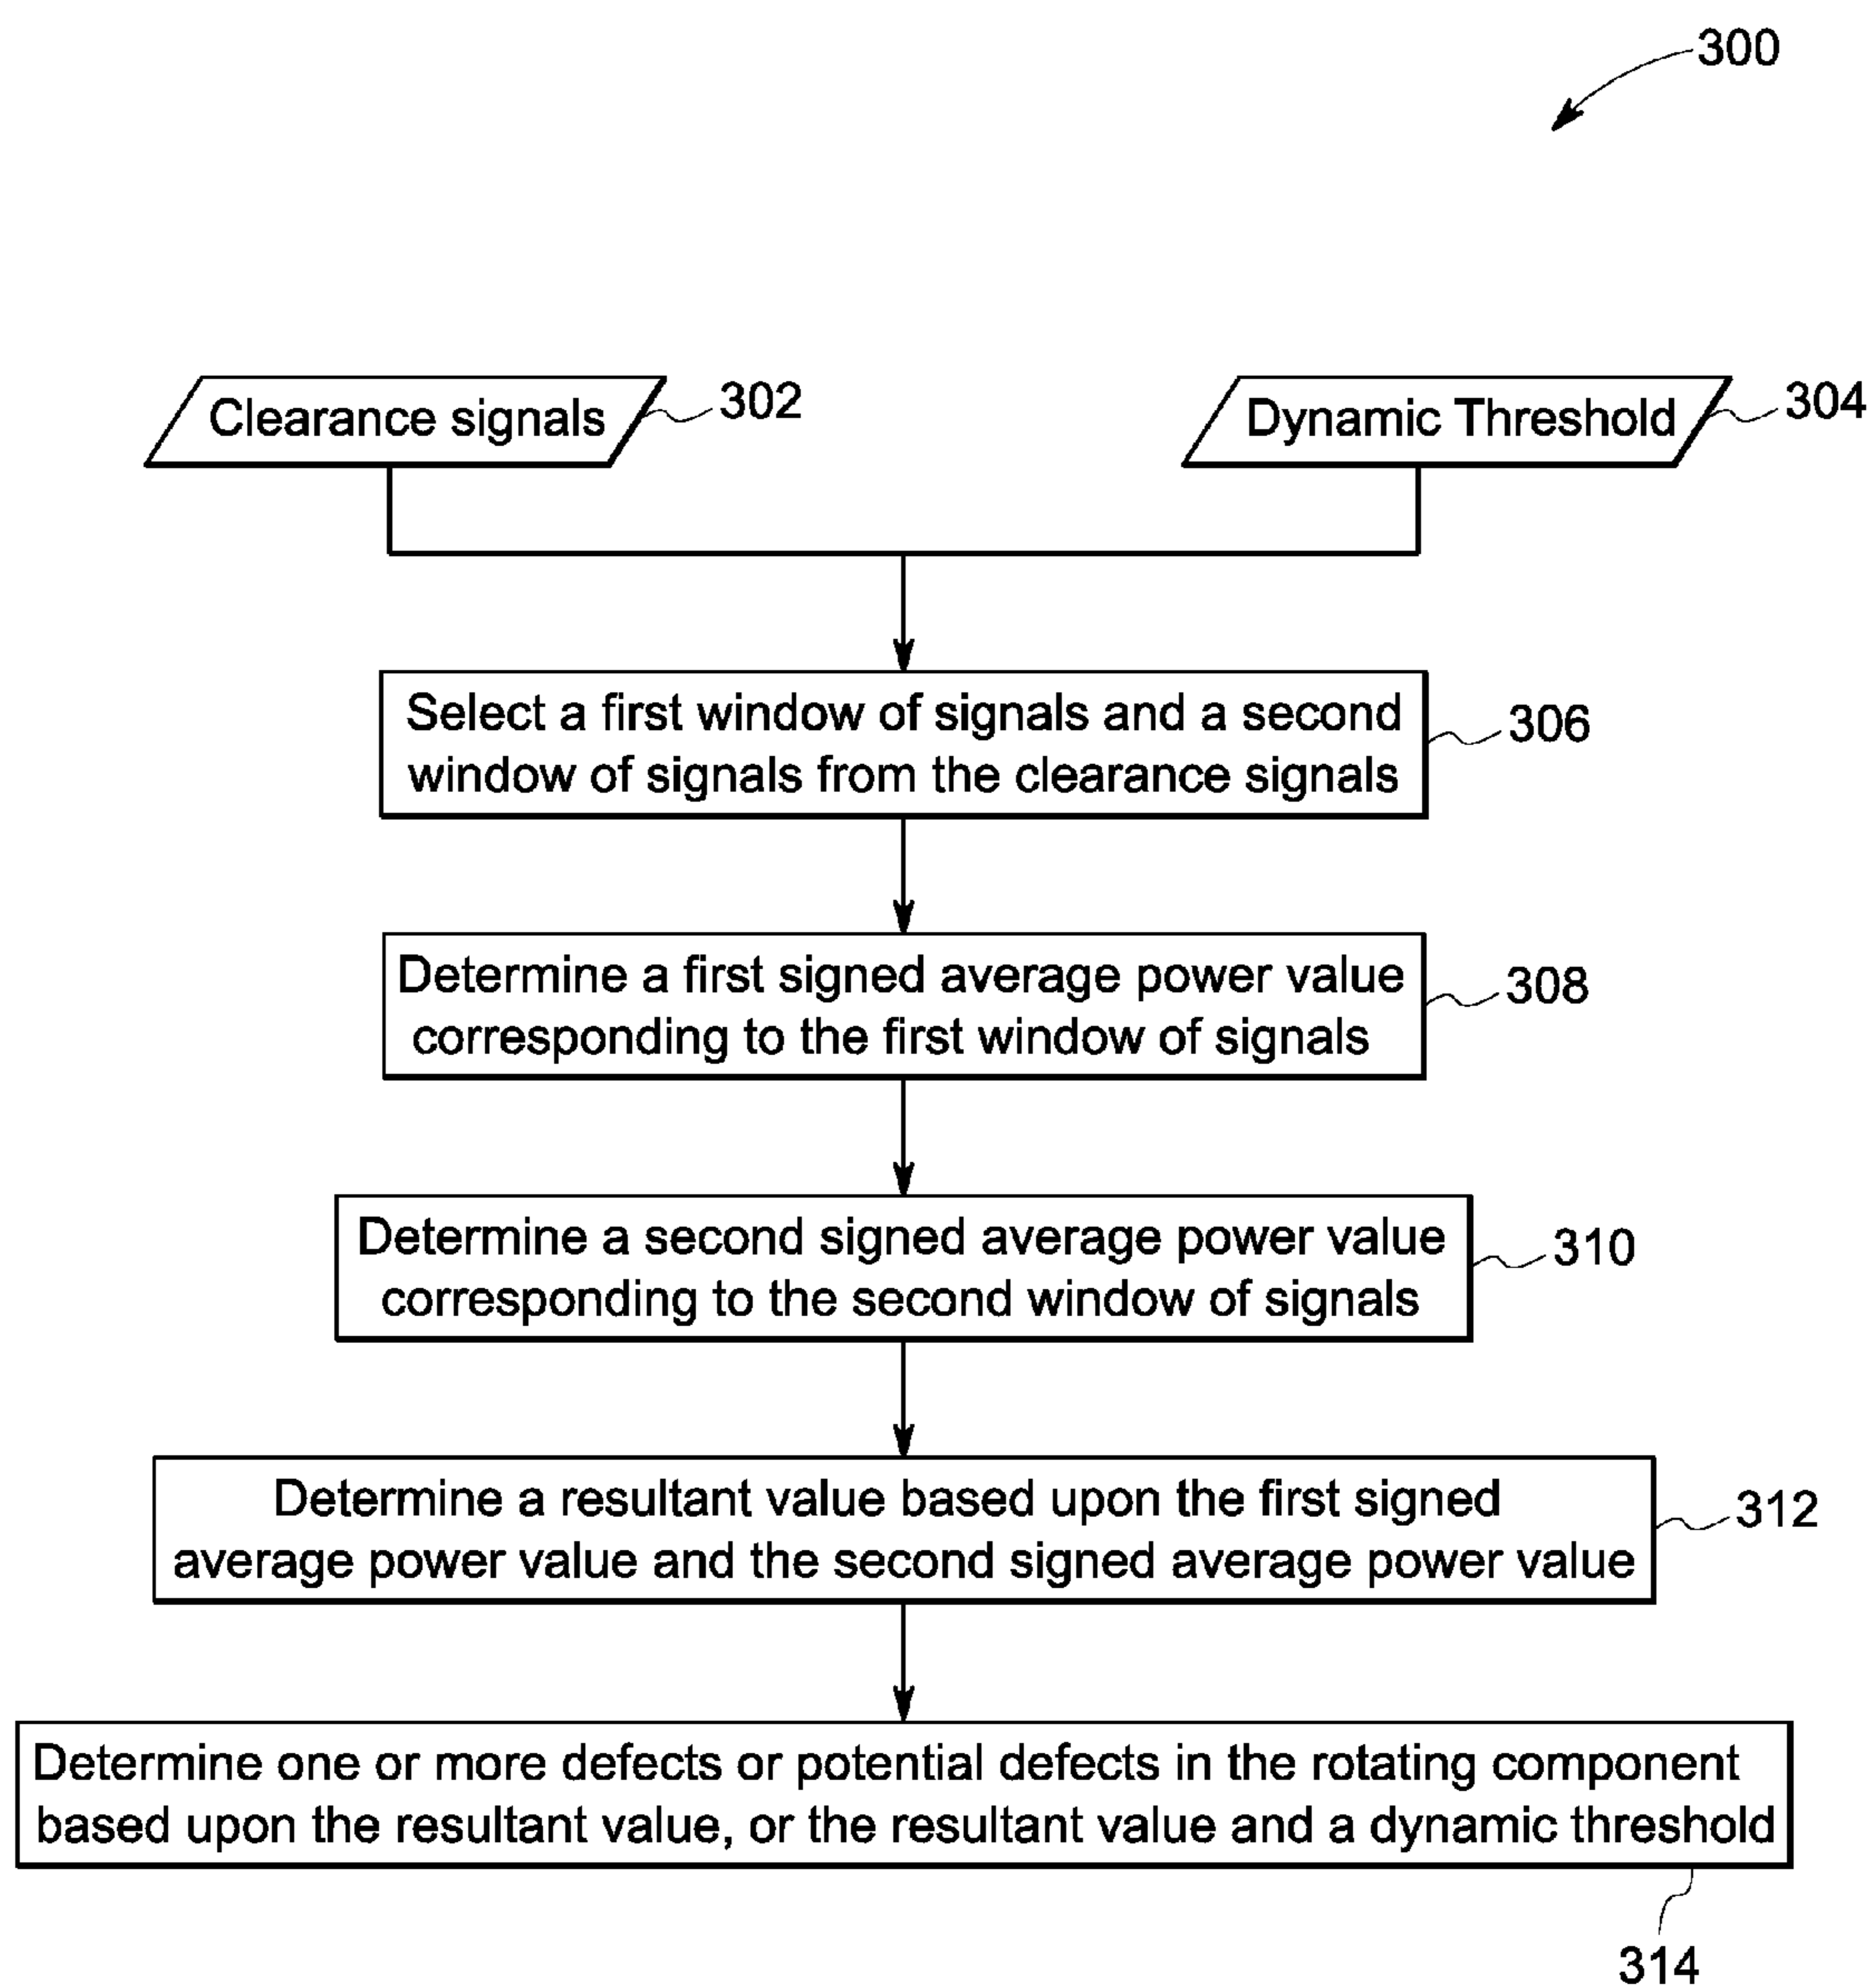 300
Clearance signals
302
Dynamic Threshold
304
Select a first window of signals and a second
window of signals from the clearance signals
306
Determine a first signed average power value
corresponding to the first window of signals
308
Determine a second signed average power value
corresponding to the second window of signals
310
Determine a resultant value based upon the first signed
average power value and the second signed average power value
312
Determine one or more defects or potential defects in the rotating component
based upon the resultant value, or the resultant value and a dynamic threshold
314